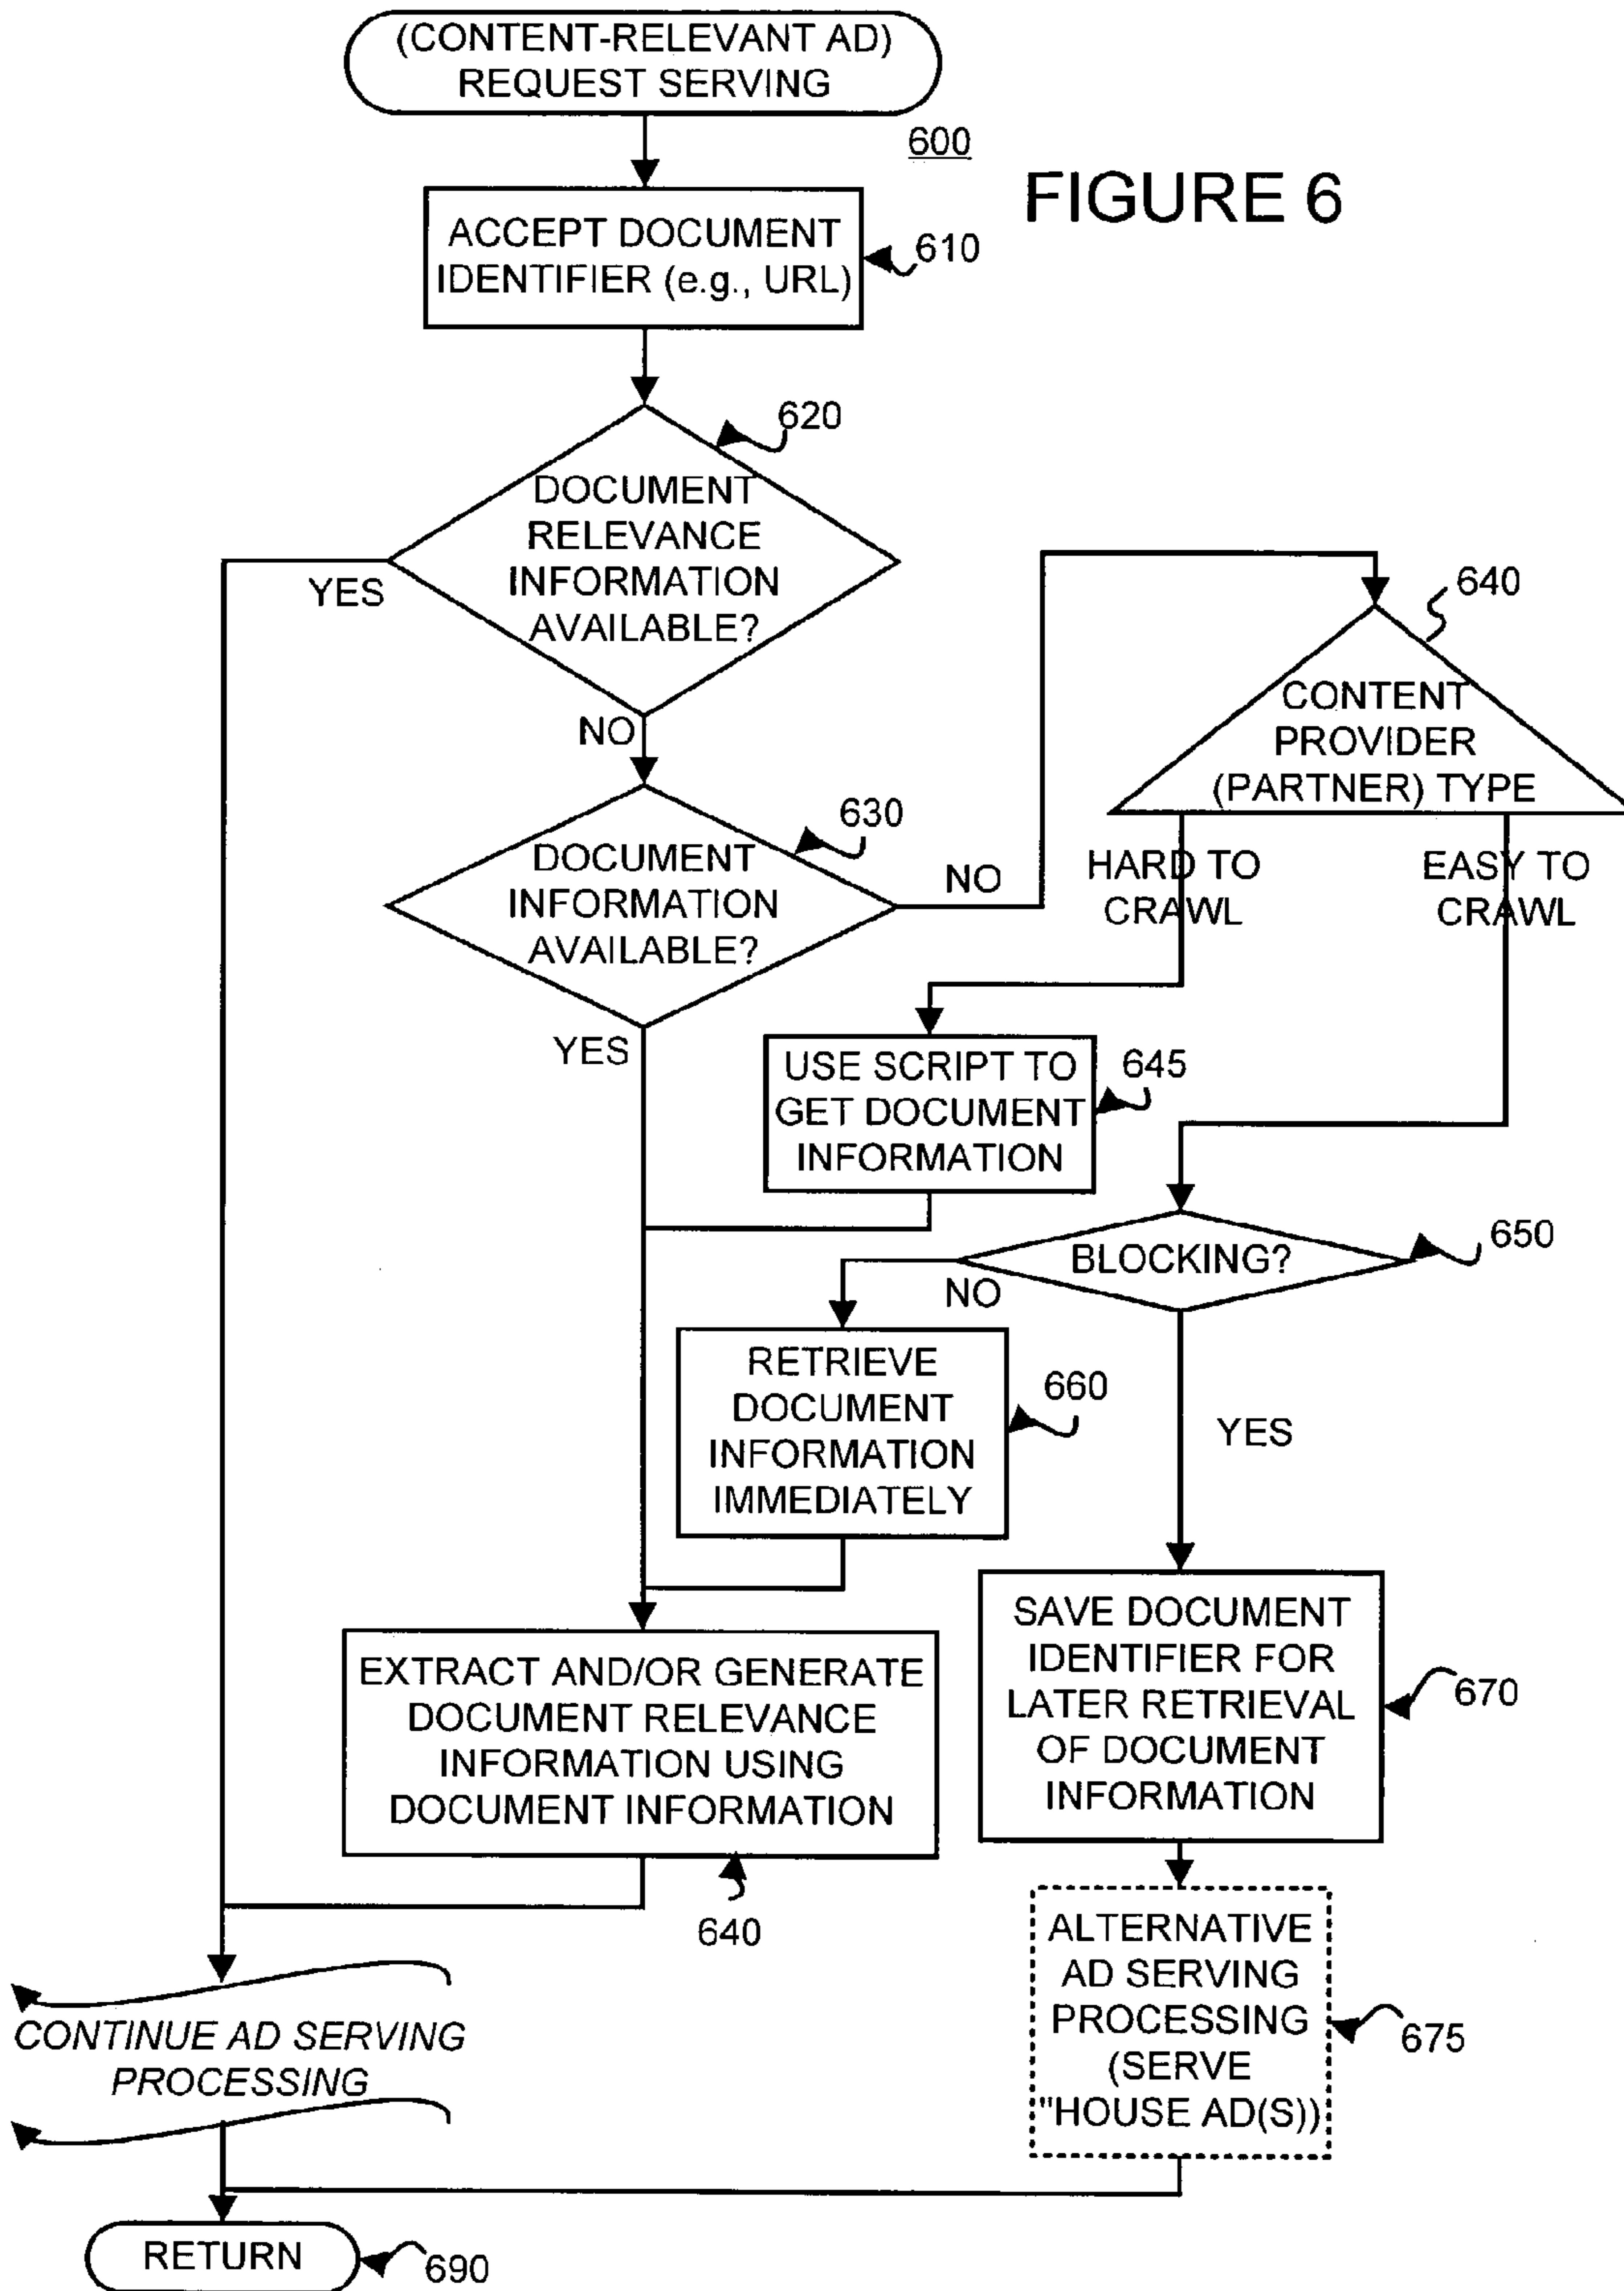 (CONTENT-RELEVANT AD)
REQUEST SERVING
600
FIGURE 6
ACCEPT DOCUMENT
IDENTIFIER (e.g., URL)
610
620
DOCUMENT
RELEVANCE
INFORMATION
AVAILABLE?
YES
NO
640
CONTENT
PROVIDER
(PARTNER) TYPE
HARD TO
CRAWL
EASY TO
CRAWL
630
DOCUMENT
INFORMATION
AVAILABLE?
NO
YES
USE SCRIPT TO
GET DOCUMENT
INFORMATION
645
BLOCKING?
650
NO
YES
RETRIEVE
DOCUMENT
INFORMATION
IMMEDIATELY
660
EXTRACT AND/OR GENERATE
DOCUMENT RELEVANCE
INFORMATION USING
DOCUMENT INFORMATION
640
SAVE DOCUMENT
IDENTIFIER FOR
LATER RETRIEVAL
OF DOCUMENT
INFORMATION
670
ALTERNATIVE
AD SERVING
PROCESSING
(SERVE
"HOUSE AD(S))
675
CONTINUE AD SERVING
PROCESSING
RETURN
690